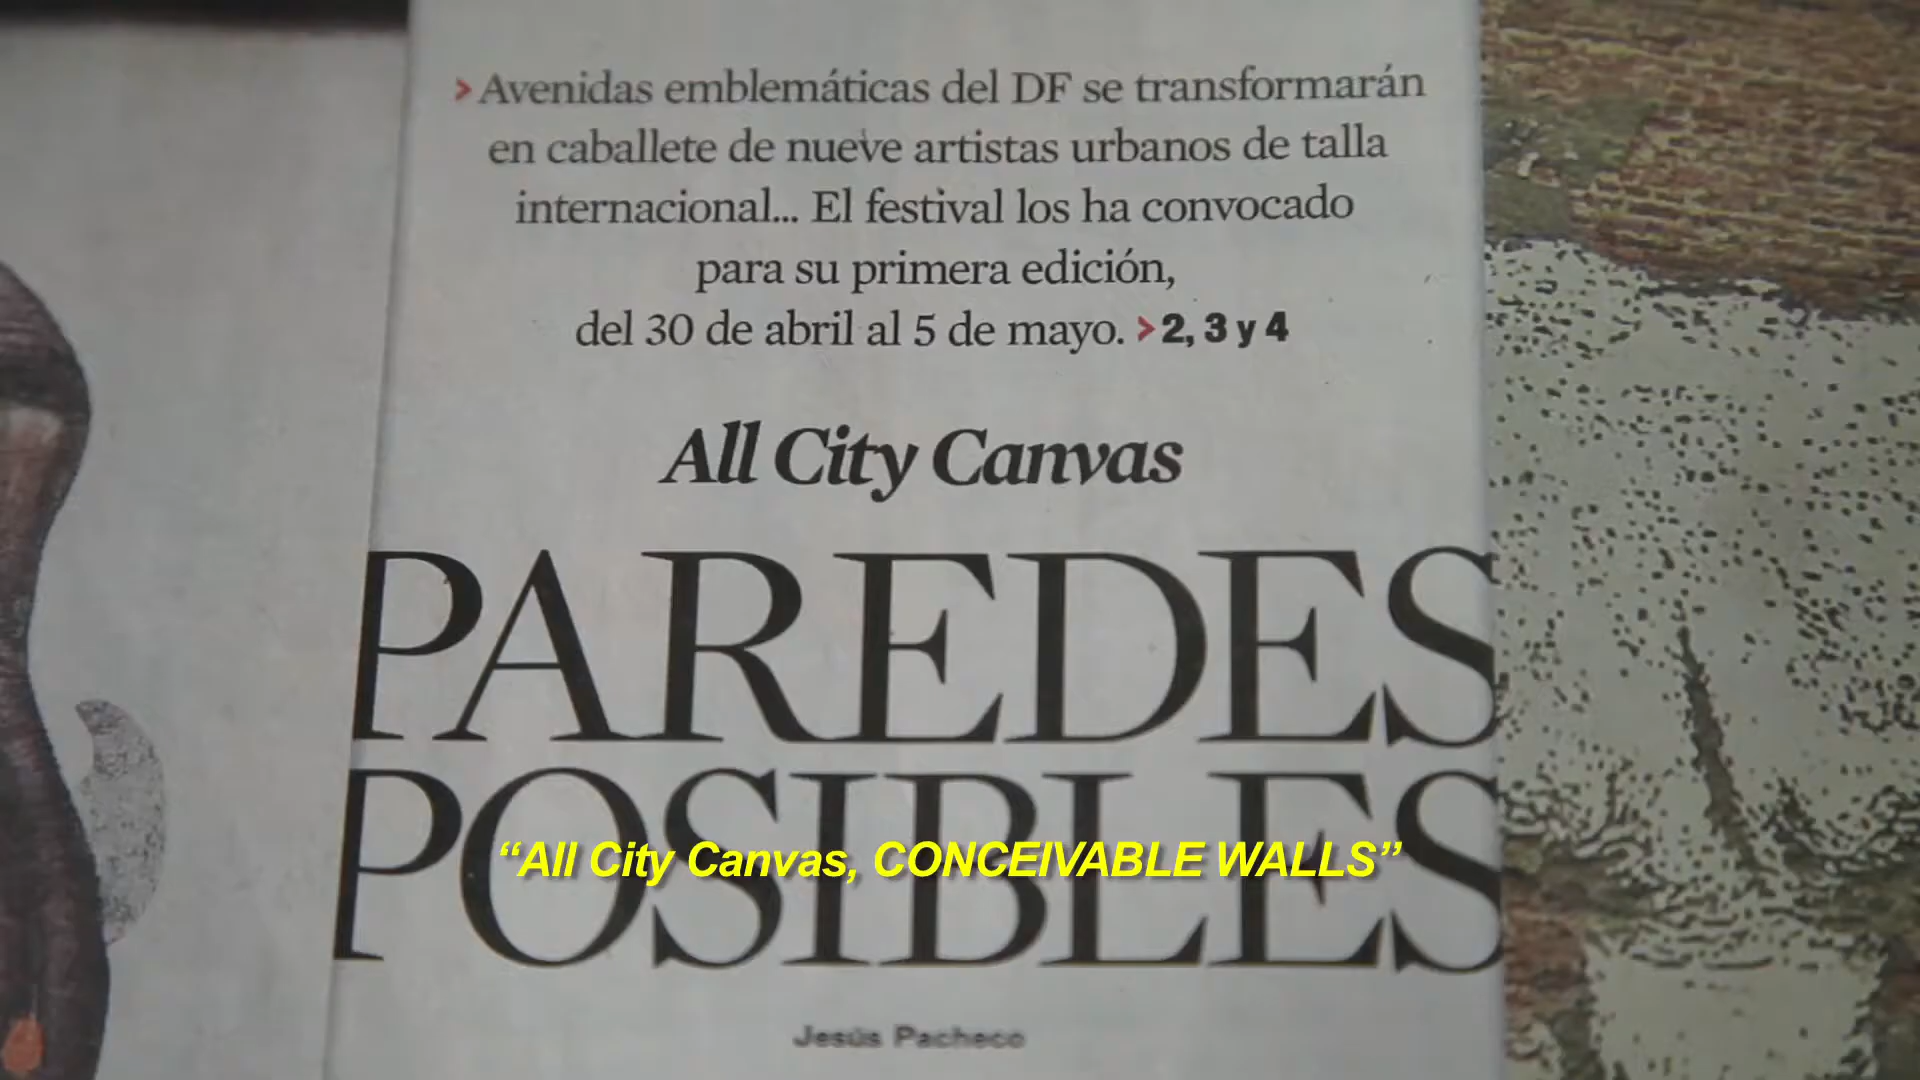 > Avenidas emblemáticas del DF se transformarán
en caballete de nueve artistas urbanos de talla
internacional... El festival los ha convocado
para su primera edición,
del 30 de abril al 5 de mayo. > 2, 3 y 4
All City Canvas
PAREDES
POSIBLES
“All City Canvas, CONCEIVABLE WALLS”
Jesús Pacheco